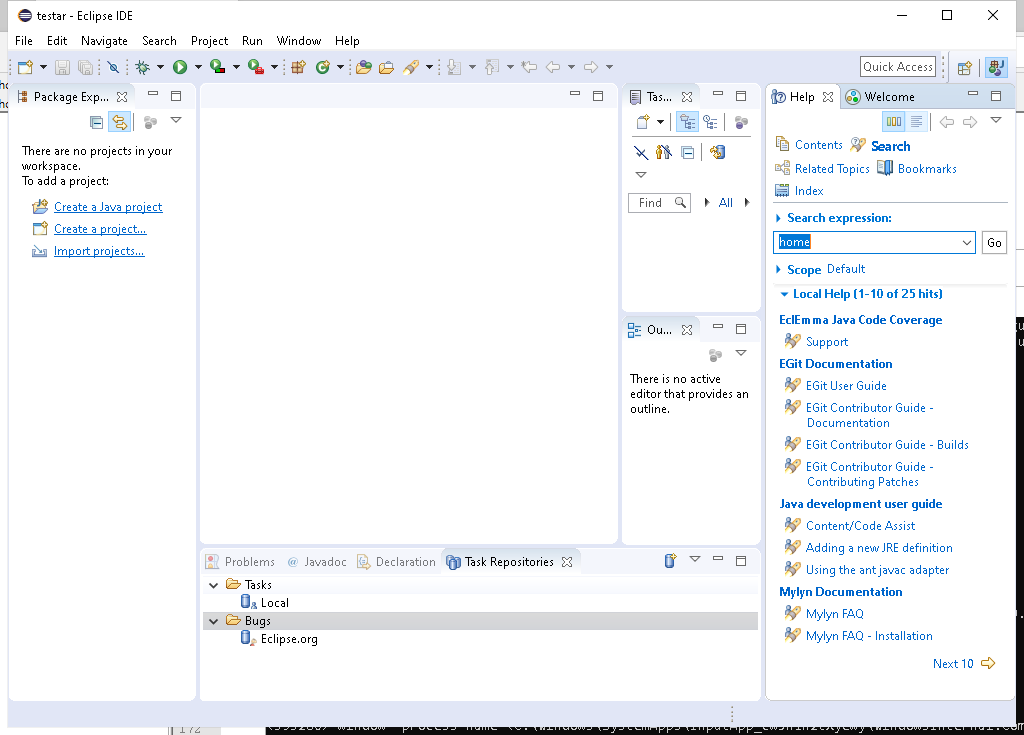 testar - Eclipse IDE
File Edit Navigate Search Project Run Window Help
Quick Access
Package Exp...
There are no projects in your
workspace.
To add a project:
Create a Java project
Create a project...
Import projects...
Tas...
Find
All
Ou...
There is no active
editor that provides an
outline.
Problems @ Javadoc Declaration Task Repositories
Tasks
Local
Bugs
Eclipse.org
Help Welcome
Contents Search
Related Topics Bookmarks
Index
Search expression:
home Go
Scope Default
Local Help (1-10 of 25 hits)
EclEmma Java Code Coverage
Support
EGit Documentation
EGit User Guide
EGit Contributor Guide -
Documentation
EGit Contributor Guide - Builds
EGit Contributor Guide -
Contributing Patches
Java development user guide
Content/Code Assist
Adding a new JRE definition
Using the ant javac adapter
Mylyn Documentation
Mylyn FAQ
Mylyn FAQ - Installation
Next 10
172